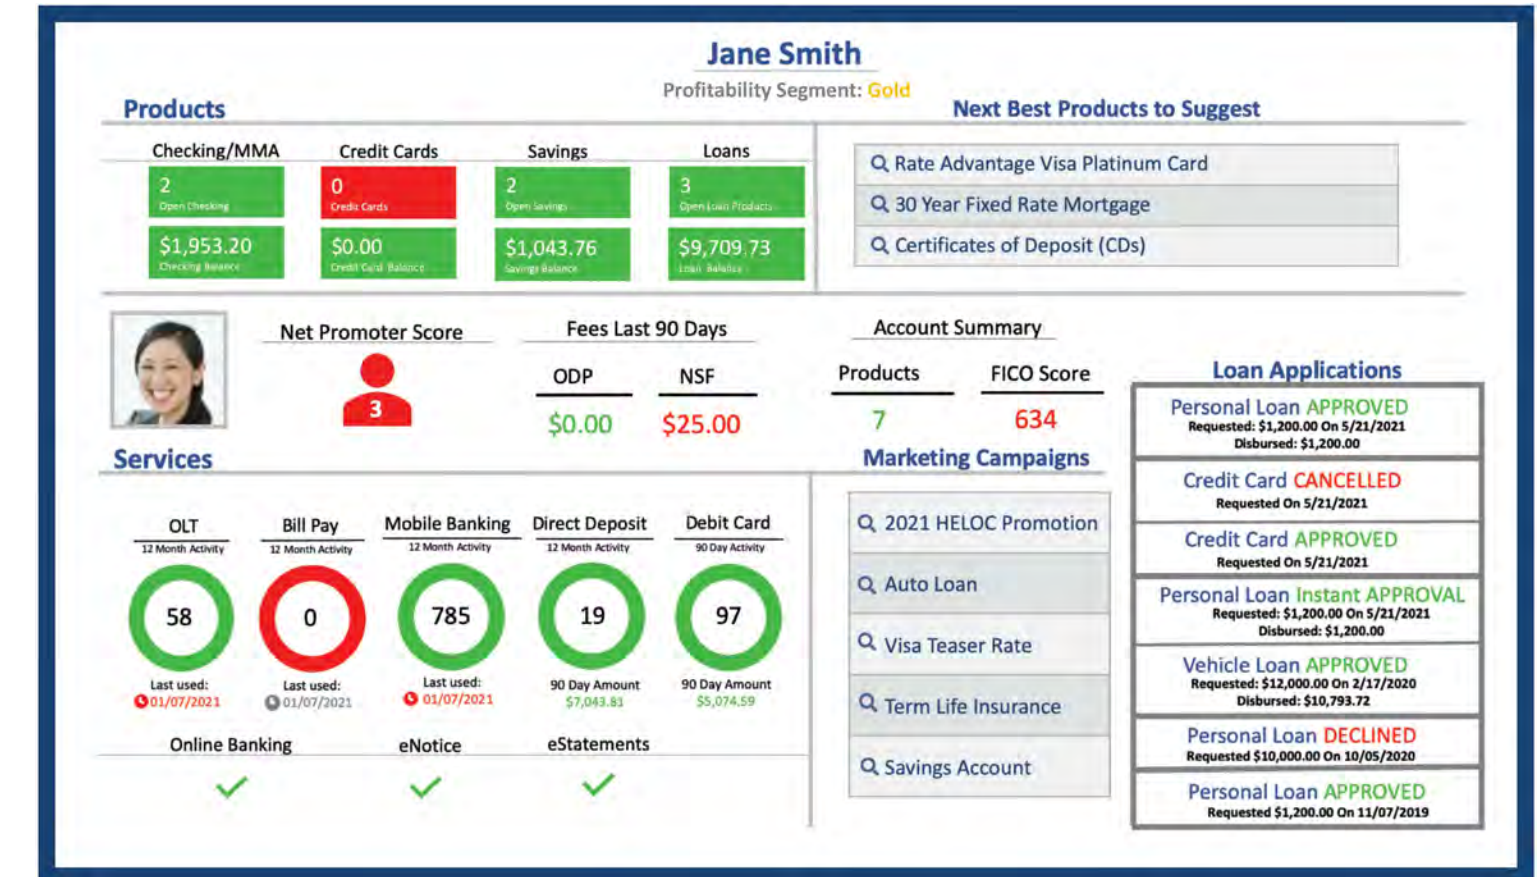 Jane Smith
Profitability Segment: Gold
Products
Checking/MMA
Credit Cards
Savings
Loans
2
Open Checking
0
Credit Cards
2
Open Savings
3
Open Loan Products
$1,953.20
Checking Balance
$0.00
Credit Card Balance
$1,043.76
Savings Balance
$9,709.73
Loan Balance
Next Best Products to Suggest
Rate Advantage Visa Platinum Card
30 Year Fixed Rate Mortgage
Certificates of Deposit (CDs)
Net Promoter Score
3
Fees Last 90 Days
ODP
NSF
$0.00
$25.00
Account Summary
Products
FICO Score
7
634
Services
OLT
12 Month Activity
58
Last used:
01/07/2021
Bill Pay
12 Month Activity
0
Last used:
01/07/2021
Mobile Banking
12 Month Activity
785
Last used:
01/07/2021
Direct Deposit
12 Month Activity
19
90 Day Amount
$7,043.81
Debit Card
90 Day Activity
97
90 Day Amount
$5,074.59
Online Banking
eNotice
eStatements
Marketing Campaigns
2021 HELOC Promotion
Auto Loan
Visa Teaser Rate
Term Life Insurance
Savings Account
Loan Applications
Personal Loan APPROVED
Requested: $1,200.00 On 5/21/2021
Disbursed: $1,200.00
Credit Card CANCELLED
Requested On 5/21/2021
Credit Card APPROVED
Requested On 5/21/2021
Personal Loan Instant APPROVAL
Requested: $1,200.00 On 5/21/2021
Disbursed: $1,200.00
Vehicle Loan APPROVED
Requested: $12,000.00 On 2/17/2020
Disbursed: $10,793.72
Personal Loan DECLINED
Requested $10,000.00 On 10/05/2020
Personal Loan APPROVED
Requested $1,200.00 On 11/07/2019